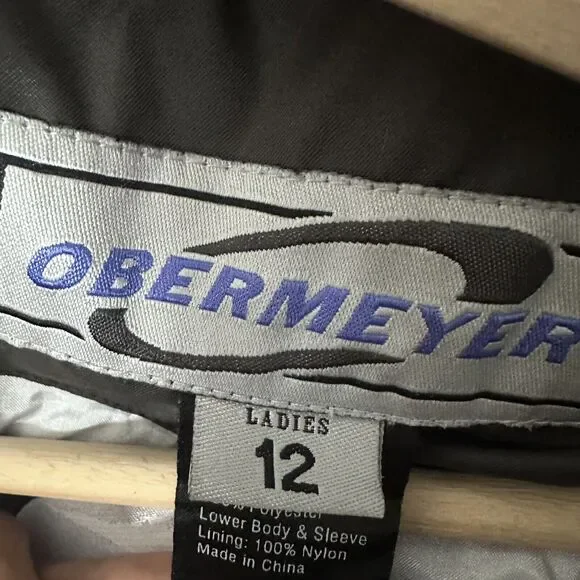 OBERMEYER
LADIES
12
Polyester
Lower Body & Sleeve
Lining: 100% Nylon
Made in China